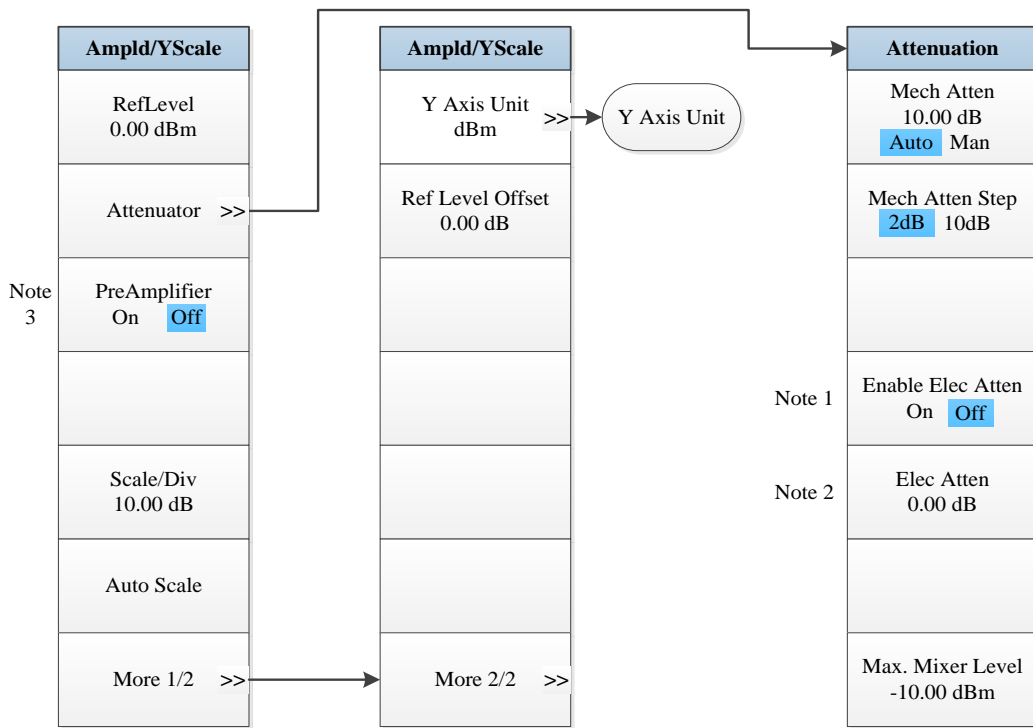 Ampld/YScale
RefLevel
0.00 dBm
Attenuator >>
Note
3
PreAmplifier
On Off
Scale/Div
10.00 dB
Auto Scale
More 1/2 >>
Ampld/YScale
Y Axis Unit
dBm >>
Y Axis Unit
Ref Level Offset
0.00 dB
More 2/2 >>
Attenuation
Mech Atten
10.00 dB
Auto Man
Mech Atten Step
2dB 10dB
Note 1
Enable Elec Atten
On Off
Note 2
Elec Atten
0.00 dB
Max. Mixer Level
-10.00 dBm